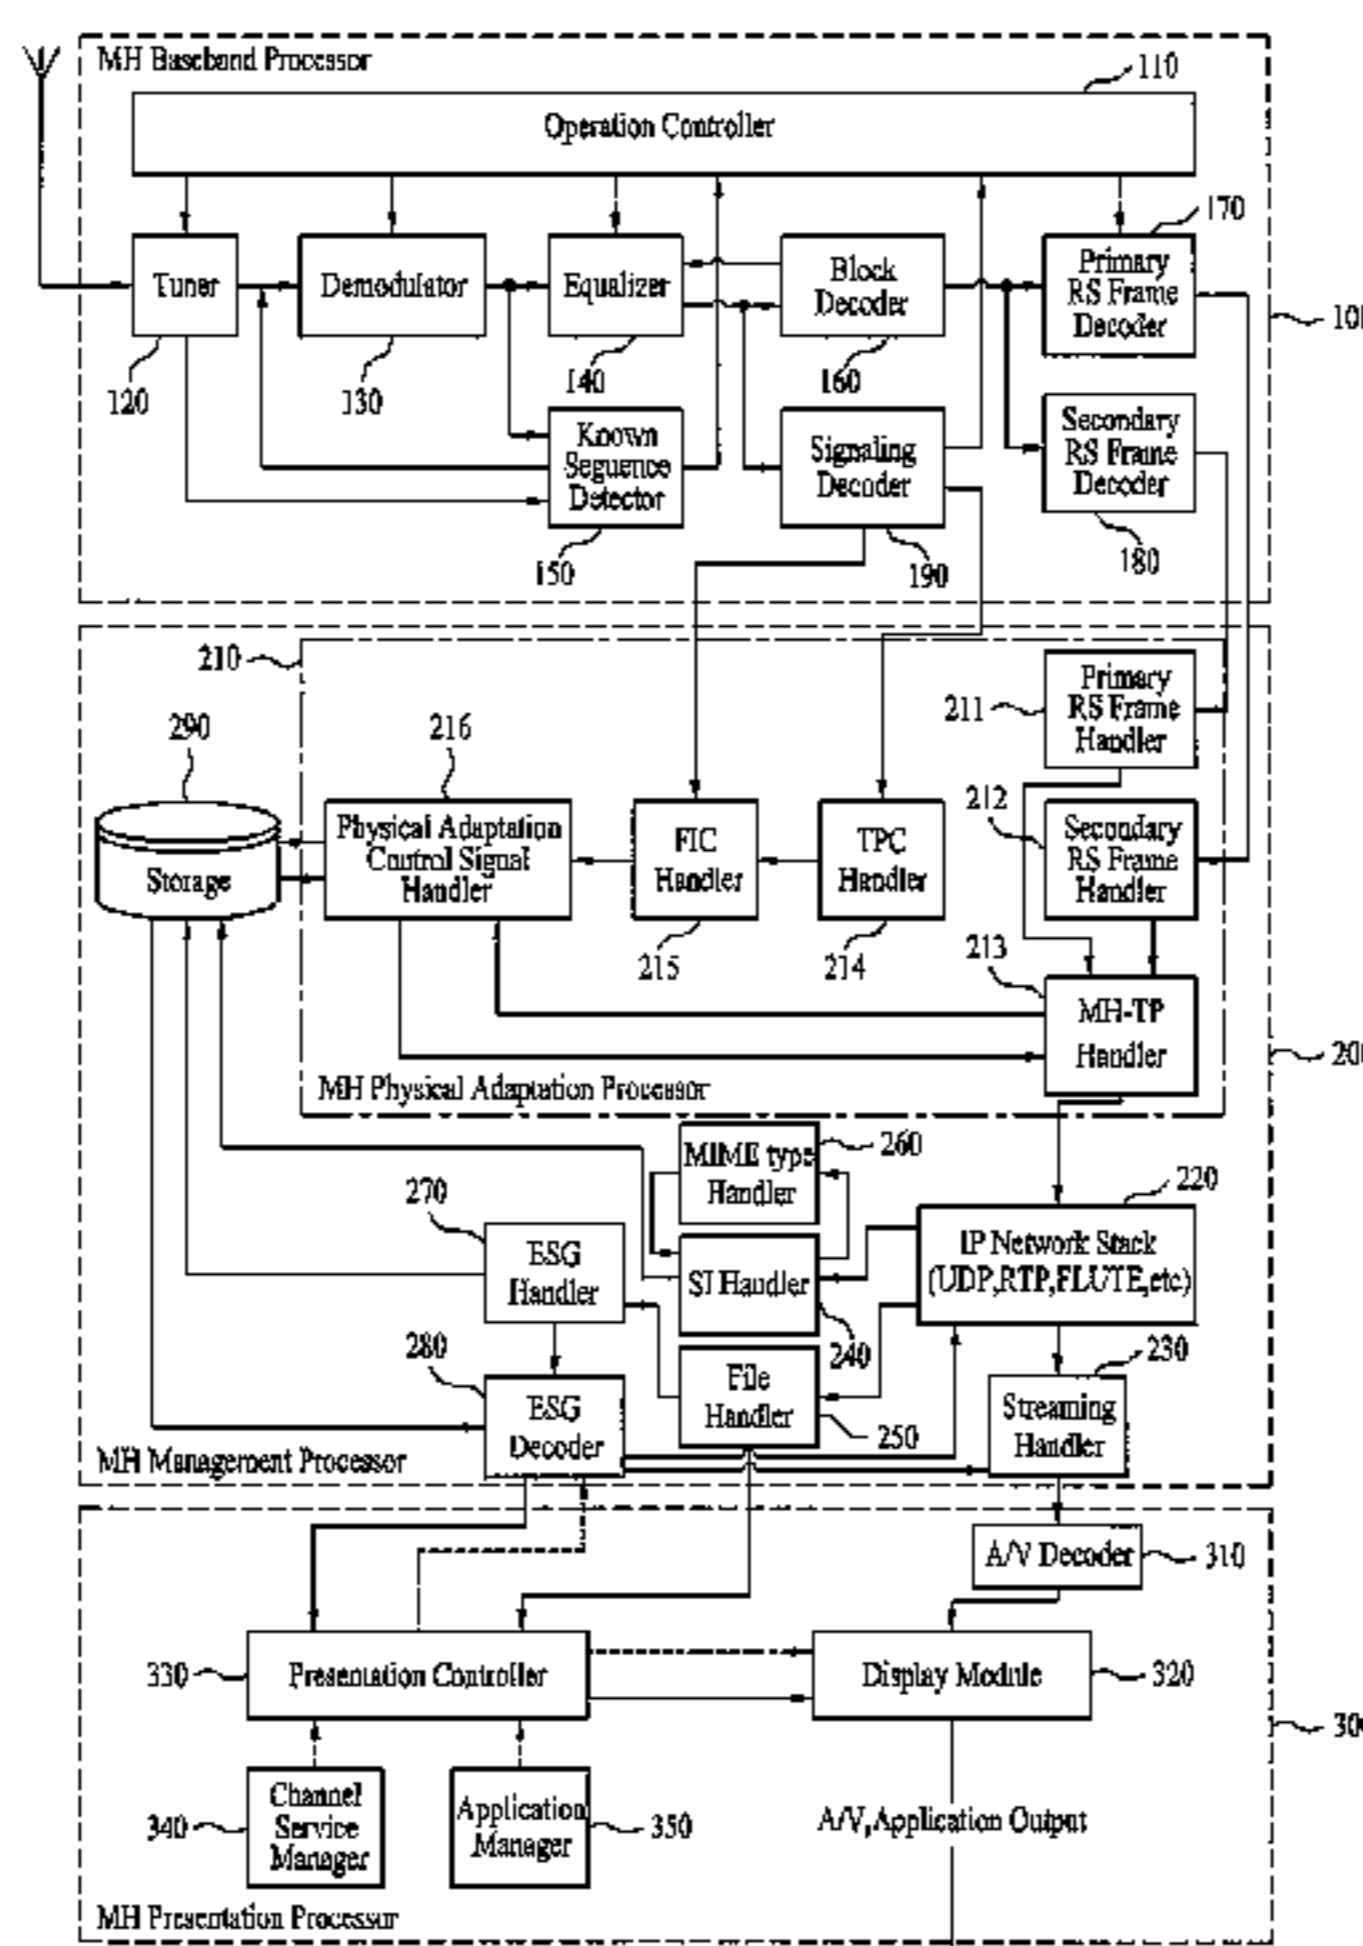 MH Baseband Processor
110
Operation Controller
170
Tuner
Demodulator
Equalizer
Block
Decoder
Primary
RS Frame
Decoder
10
120
130
140
160
Known
Seguence
Detector
Signaling
Decoder
Secondary
RS Frame
Decoder
150
190
180
210
Primary
RS Frame
Handler
211
290
216
212
Storage
Physical Adaptation
Control Signal
Handler
FIC
Handler
TPC
Handler
Secondary
RS Frame
Handler
215
214
213
MH-TP
Handler
200
MH Physical Adaptation Processor
MIME type
Handler
260
270
220
ESG
Handler
SI Handler
IP Network Stack
(UDP,RTP,FLUTE,etc)
280
240
230
ESG
Decoder
File
Handler
250
Streaming
Handler
MH Management Processor
A/V Decoder
310
330
Presentation Controller
Display Module
320
300
340
Channel
Service
Manager
Application
Manager
350
A/V,Application Output
MH Presentation Processor